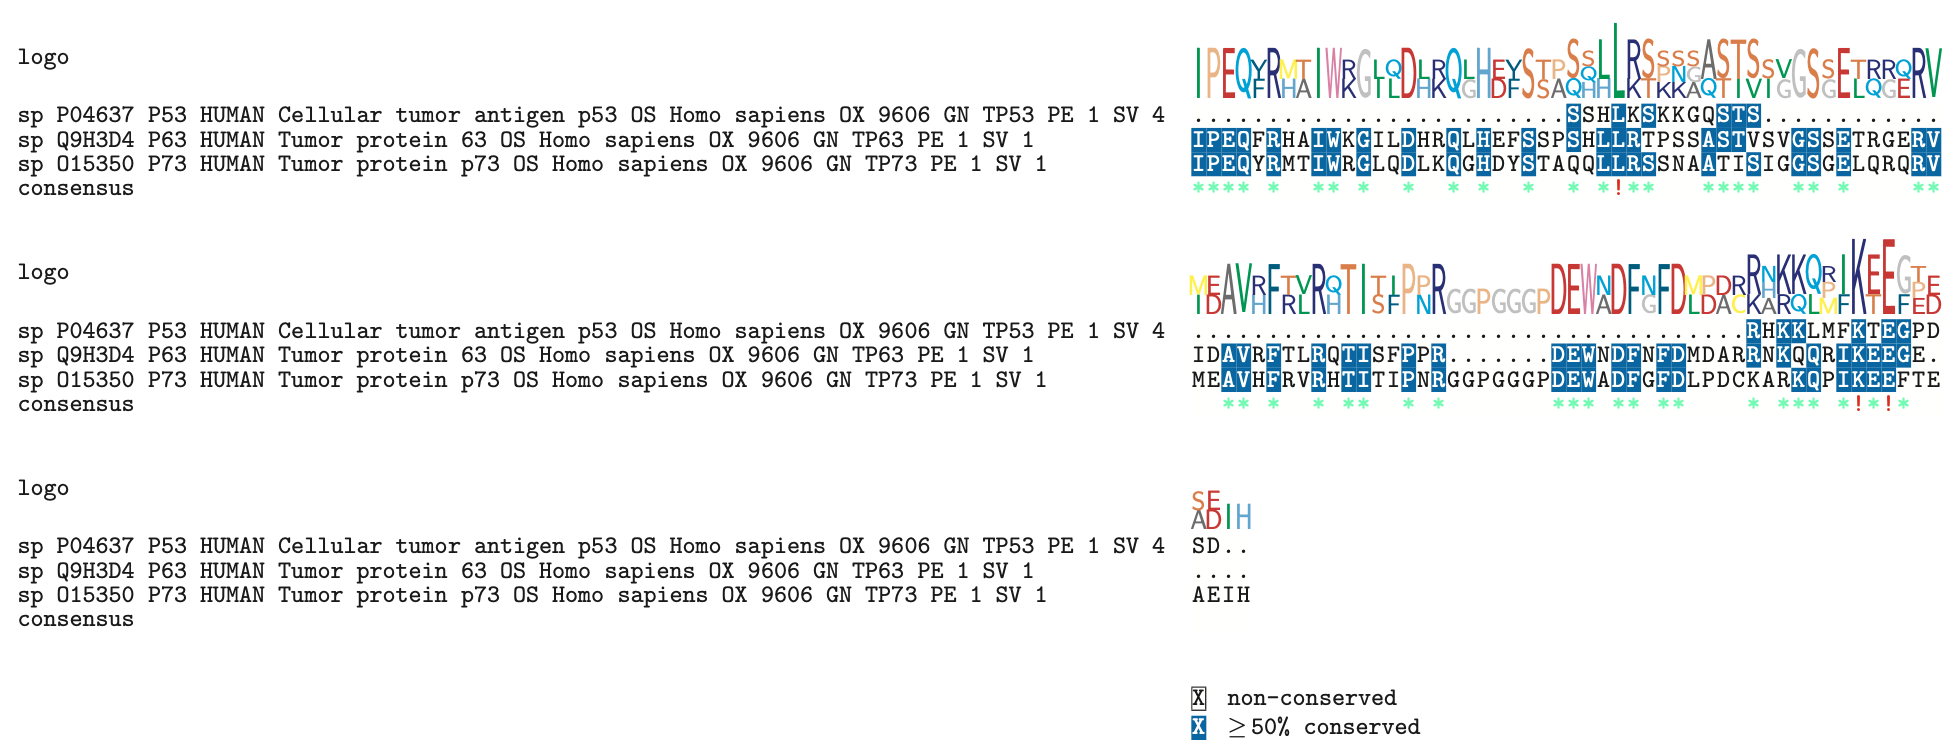 logo
sp P04637 P53 HUMAN Cellular tumor antigen p53 OS Homo sapiens OX 9606 GN TP53 PE 1 SV 4 .........................SSHLKSKKGQSTS............
sp Q9H3D4 P63 HUMAN Tumor protein 63 OS Homo sapiens OX 9606 GN TP63 PE 1 SV 1 IPEQFRHAIWKGILDHRQLHEFSSPSHLLRTPSSASTVSVGSSETRGERV
sp O15350 P73 HUMAN Tumor protein p73 OS Homo sapiens OX 9606 GN TP73 PE 1 SV 1 IPEQYRMTIWRGLQDLKQGHDYSTAQQLLRSSNAATISIGGSGELQRQRV
consensus **** * ** * * * * * * *!** **** ** * **
logo
sp P04637 P53 HUMAN Cellular tumor antigen p53 OS Homo sapiens OX 9606 GN TP53 PE 1 SV 4 .....................................RHKKLMFKTEGPD
sp Q9H3D4 P63 HUMAN Tumor protein 63 OS Homo sapiens OX 9606 GN TP63 PE 1 SV 1 IDAVRFTLRQTISFPPR.......DEWNDFNFDMDARRNKQQRIKEEGE.
sp O15350 P73 HUMAN Tumor protein p73 OS Homo sapiens OX 9606 GN TP73 PE 1 SV 1 MEAVHFRVRHTITIPNRGGPGGGPDEWADFGFDLPDCKARKQPIKEEFTE
consensus ** * * ** * * *** ** ** * *** *!*!*
logo
sp P04637 P53 HUMAN Cellular tumor antigen p53 OS Homo sapiens OX 9606 GN TP53 PE 1 SV 4 SD..
sp Q9H3D4 P63 HUMAN Tumor protein 63 OS Homo sapiens OX 9606 GN TP63 PE 1 SV 1 ....
sp O15350 P73 HUMAN Tumor protein p73 OS Homo sapiens OX 9606 GN TP73 PE 1 SV 1 AEIH
consensus
X non-conserved
X ≥50% conserved